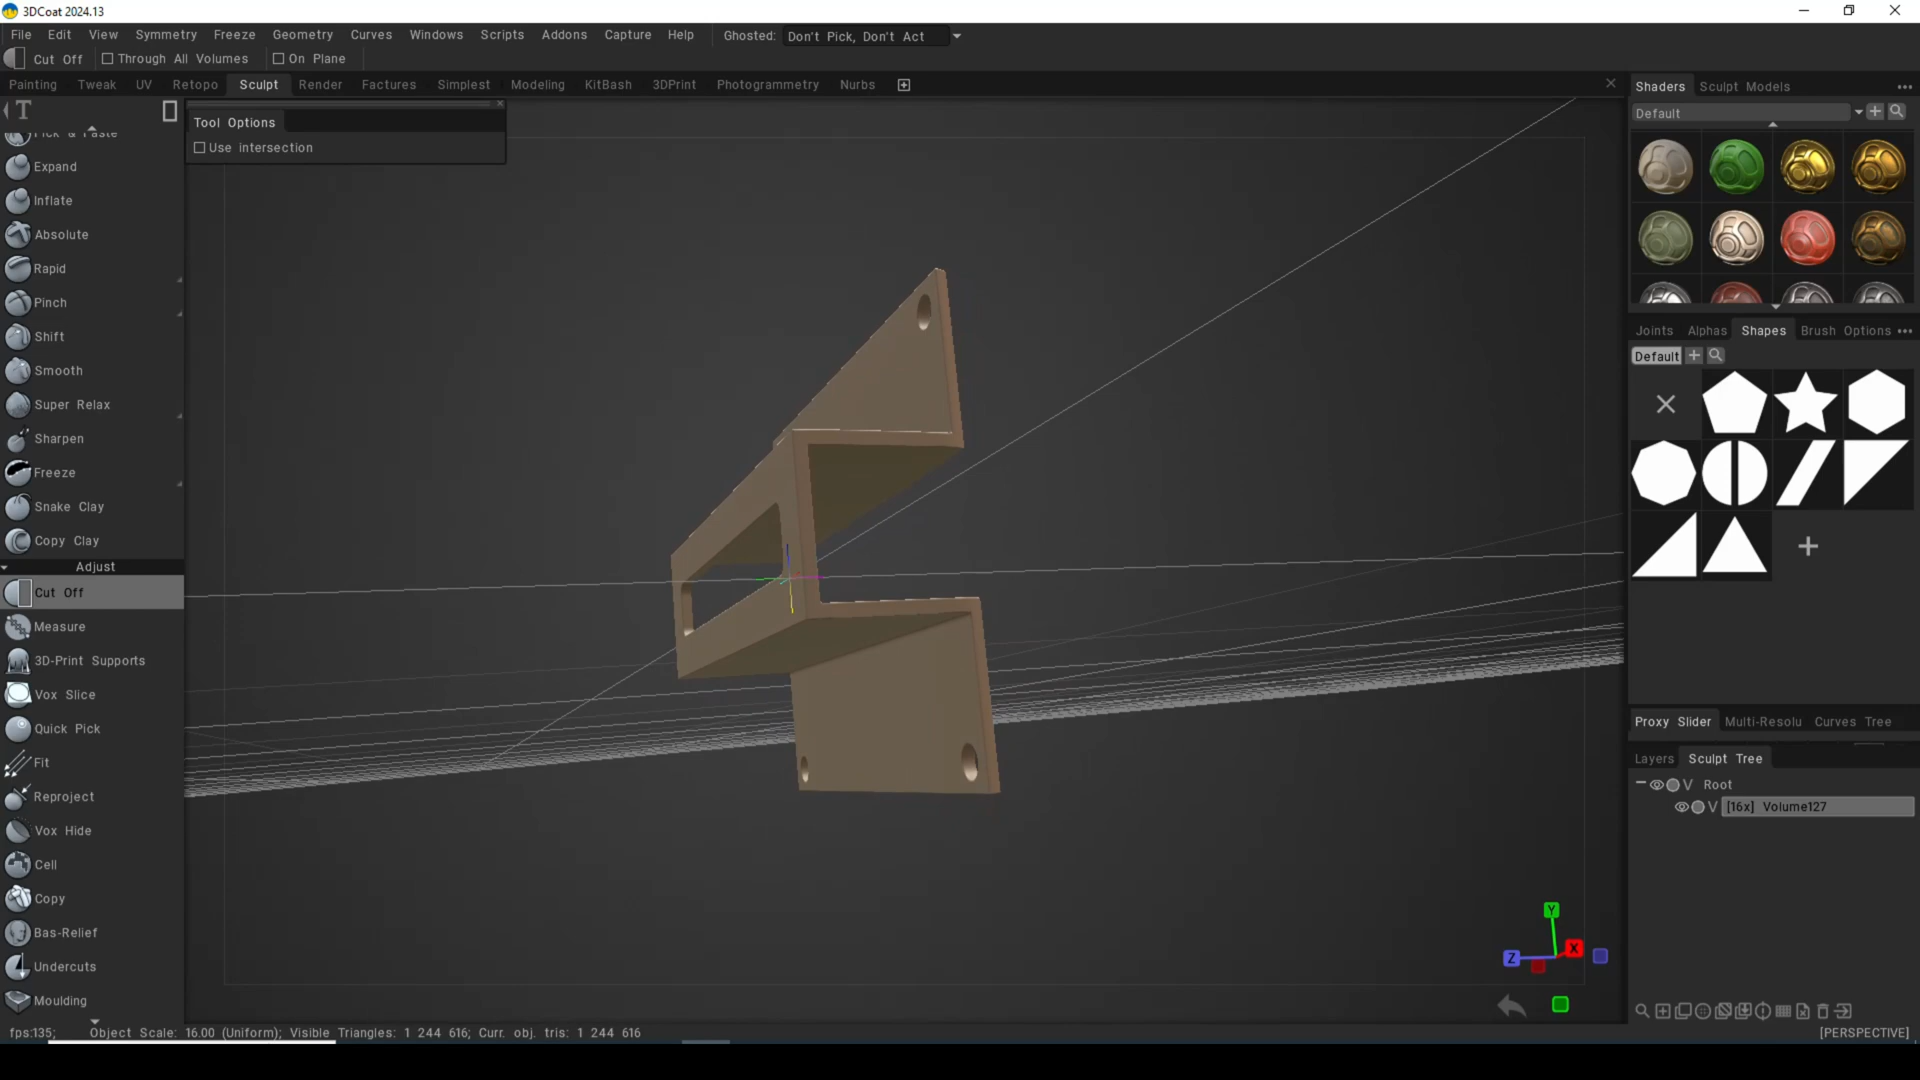 3DCoat 2024.13
File Edit View Symmetry Freeze Geometry Curves Windows Scripts Addons Capture Help Ghosted: Don't Pick, Don't Act
Cut Off Through All Volumes On Plane
Painting Tweak UV Retopo Sculpt Render Factures Simplest Modeling KitBash 3DPrint Photogrammetry Nurbs
T
Tool Options
Use intersection
Pick & Paste
Expand
Inflate
Absolute
Rapid
Pinch
Shift
Smooth
Super Relax
Sharpen
Freeze
Snake Clay
Copy Clay
Adjust
Cut Off
Measure
3D-Print Supports
Vox Slice
Quick Pick
Fit
Reproject
Vox Hide
Cell
Copy
Bas-Relief
Undercuts
Moulding
Shaders Sculpt Models
Default
Joints Alphas Shapes Brush Options
Default
Proxy Slider Multi-Resolu Curves Tree
Layers Sculpt Tree
V Root
V [16x] Volume127
Y
Z
X
fps:135; Object Scale: 16.00 (Uniform); Visible Triangles: 1 244 616; Curr. obj. tris: 1 244 616
[PERSPECTIVE]